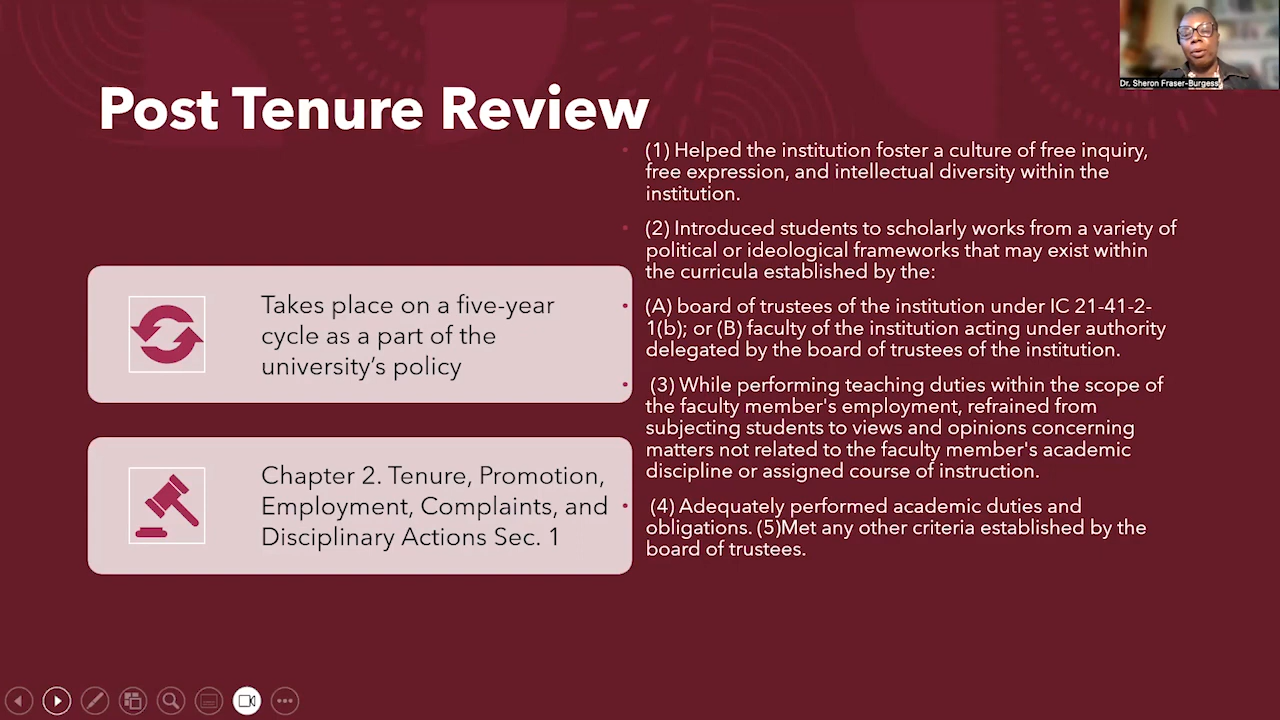 Dr. Sheron Fraser-Burgess
Post Tenure Review
Takes place on a five-year
cycle as a part of the
university's policy
Chapter 2. Tenure, Promotion,
Employment, Complaints, and
Disciplinary Actions Sec. 1
(1) Helped the institution foster a culture of free inquiry,
free expression, and intellectual diversity within the
institution.
(2) Introduced students to scholarly works from a variety of
political or ideological frameworks that may exist within
the curricula established by the:
(A) board of trustees of the institution under IC 21-41-2-
1(b); or (B) faculty of the institution acting under authority
delegated by the board of trustees of the institution.
(3) While performing teaching duties within the scope of
the faculty member's employment, refrained from
subjecting students to views and opinions concerning
matters not related to the faculty member's academic
discipline or assigned course of instruction.
(4) Adequately performed academic duties and
obligations. (5)Met any other criteria established by the
board of trustees.